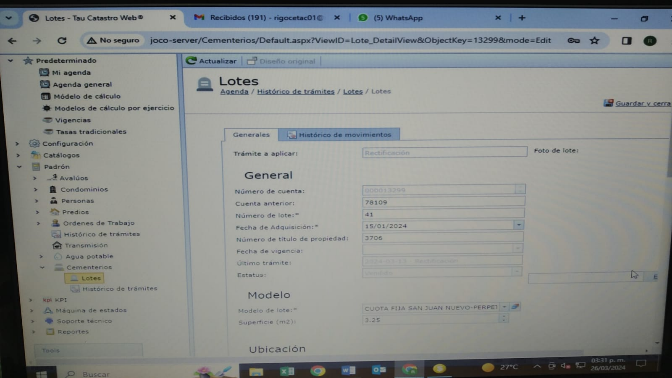 Lotes - Tau Catastro Web®
Recibidos (191) - rigocetac01@
(5) WhatsApp
No seguro
joco-server/Cementerios/Default.aspx?ViewID=Lote_DetailView&ObjectKey=13299&mode=Edit
R
Predeterminado
Mi agenda
Agenda general
Módelo de cálculo
Modelos de cálculo por ejercicio
Vigencias
Tasas tradicionales
Configuración
Catálogos
Padrón
Avalúos
Condominios
Personas
Predios
Ordenes de Trabajo
Histórico de trámites
Transmisión
Agua potable
Cementerios
Lotes
Histórico de trámites
KPI
Máquina de estados
Soporte técnico
Reportes
Tools
Actualizar
Diseño original
Lotes
Agenda / Histórico de trámites / Lotes / Lotes
Guardar y cerra
Generales
Histórico de movimientos
Trámite a aplicar:
Rectificación
Foto de lote:
General
Número de cuenta:
Cuenta anterior:
78109
Número de lote:*
41
Fecha de Adquisición:*
15/01/2024
Número de título de propiedad:
3706
Fecha de vigencia:
Último trámite:
Estatus:
Modelo
Modelo de lote:*
CUOTA FIJA SAN JUAN NUEVO-PERPET
Superficie (m2):
3.25
Ubicación
Buscar
27°C
03:33 p. m.
26/03/2024